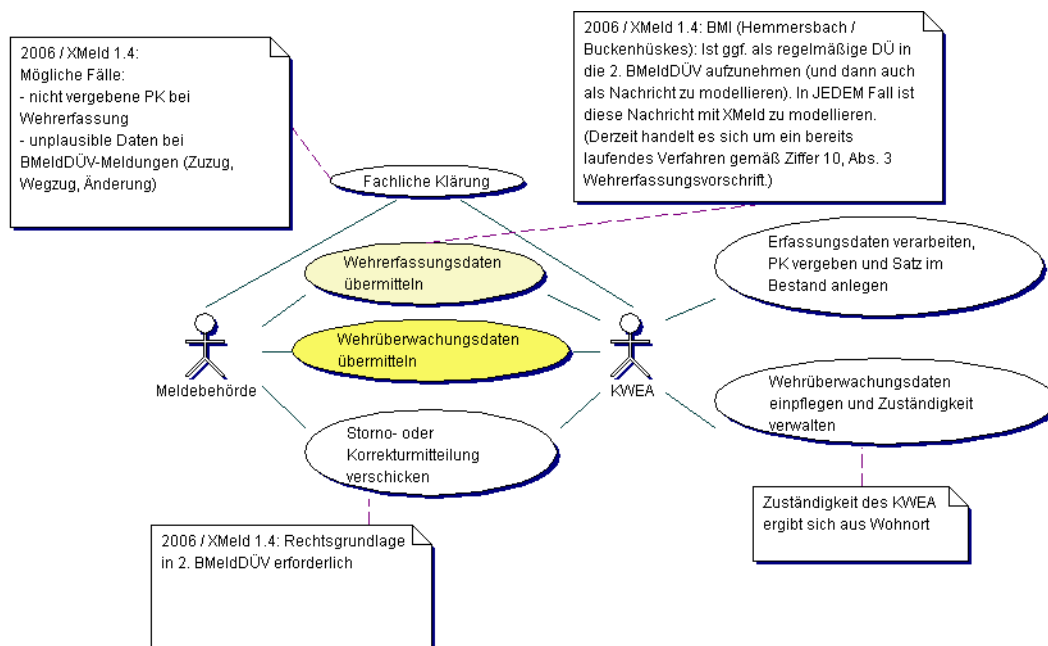 2006 / XMeld 1.4:
Mögliche Fälle:
- nicht vergebene PK bei
Wehrerfassung
- unplausible Daten bei
BMeldDÜV-Meldungen (Zuzug,
Wegzug, Änderung)
2006 / XMeld 1.4: BMI (Hemmersbach /
Buckenhüskes): Ist ggf. als regelmäßige DÜ in
die 2. BMeldDÜV aufzunehmen (und dann auch
als Nachricht zu modellieren). In JEDEM Fall ist
diese Nachricht mit XMeld zu modellieren.
(Derzeit handelt es sich um ein bereits
laufendes Verfahren gemäß Ziffer 10, Abs. 3
Wehrerfassungsvorschrift.)
Fachliche Klärung
Wehrerfassungsdaten
übermitteln
Erfassungsdaten verarbeiten,
PK vergeben und Satz im
Bestand anlegen
Wehrüberwachungsdaten
übermitteln
Meldebehörde
KWEA
Wehrüberwachungsdaten
einpflegen und Zuständigkeit
verwalten
Storno- oder
Korrekturmitteilung
verschicken
Zuständigkeit des KWEA
ergibt sich aus Wohnort
2006 / XMeld 1.4: Rechtsgrundlage
in 2. BMeldDÜV erforderlich